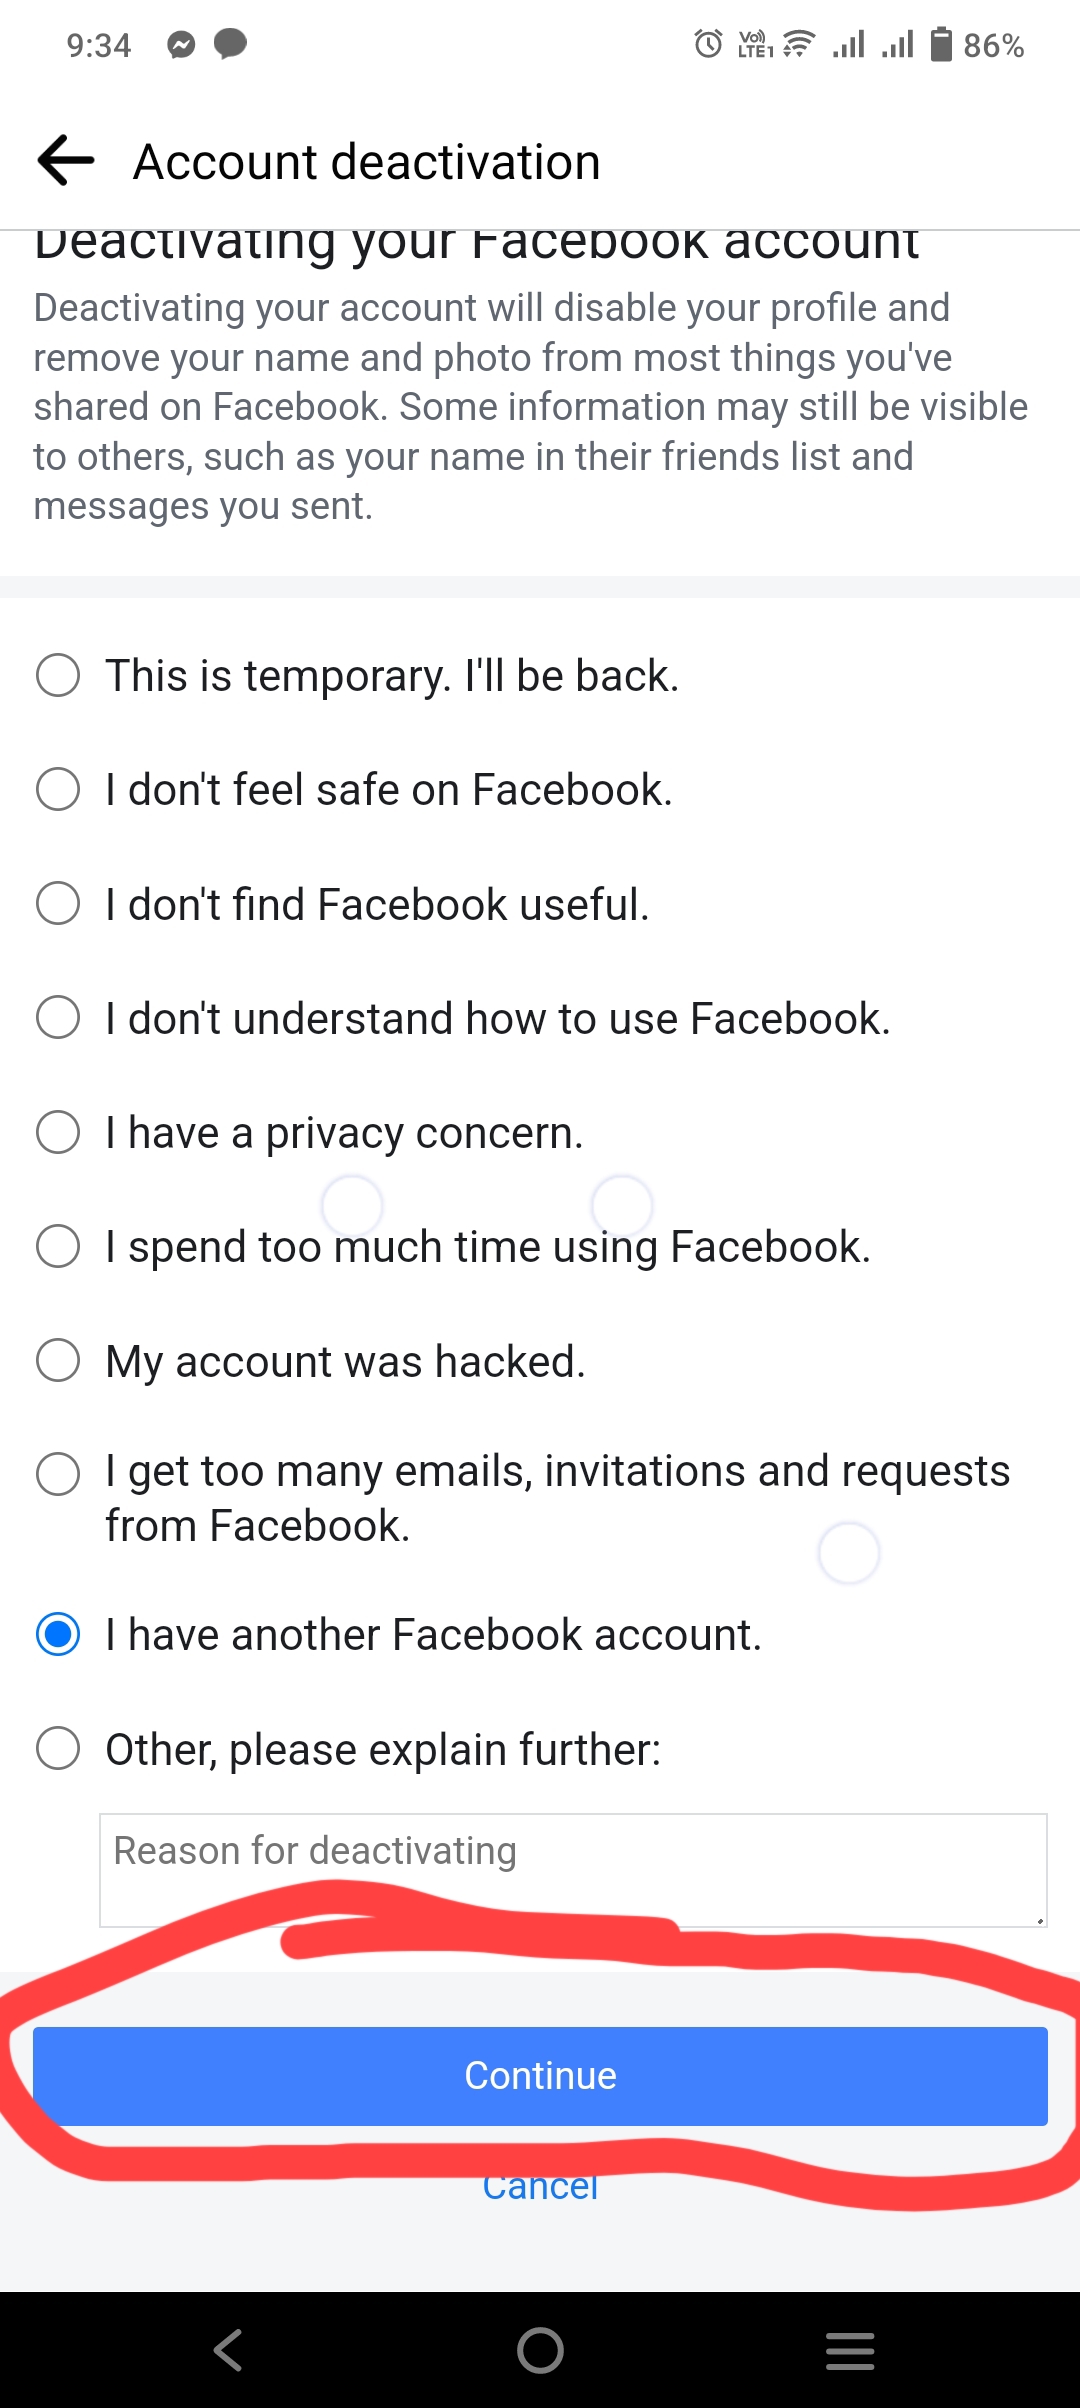 9:34 Vo) LTE1 86%
Account deactivation
Deactivating your Facebook account
Deactivating your account will disable your profile and
remove your name and photo from most things you've
shared on Facebook. Some information may still be visible
to others, such as your name in their friends list and
messages you sent.
This is temporary. I'll be back.
I don't feel safe on Facebook.
I don't find Facebook useful.
I don't understand how to use Facebook.
I have a privacy concern.
I spend too much time using Facebook.
My account was hacked.
I get too many emails, invitations and requests
from Facebook.
I have another Facebook account.
Other, please explain further:
Reason for deactivating
Continue
Cancel